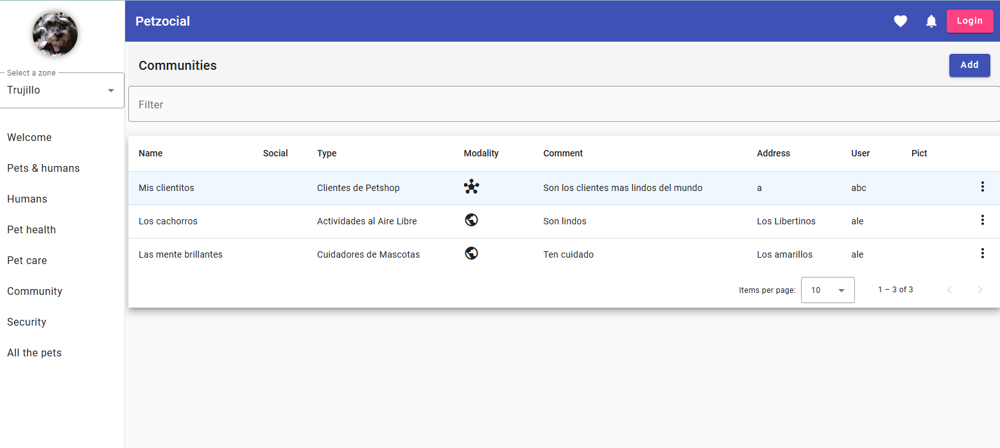 Petzocial
Login
Select a zone
Trujillo
Welcome
Pets & humans
Humans
Pet health
Pet care
Community
Security
All the pets
Communities
Add
Filter
Name Social Type Modality Comment Address User Pict
Mis clientitos Clientes de Petshop Son los clientes mas lindos del mundo a abc
Los cachorros Actividades al Aire Libre Son lindos Los Libertinos ale
Las mente brillantes Cuidadores de Mascotas Ten cuidado Los amarillos ale
Items per page: 10 1 – 3 of 3